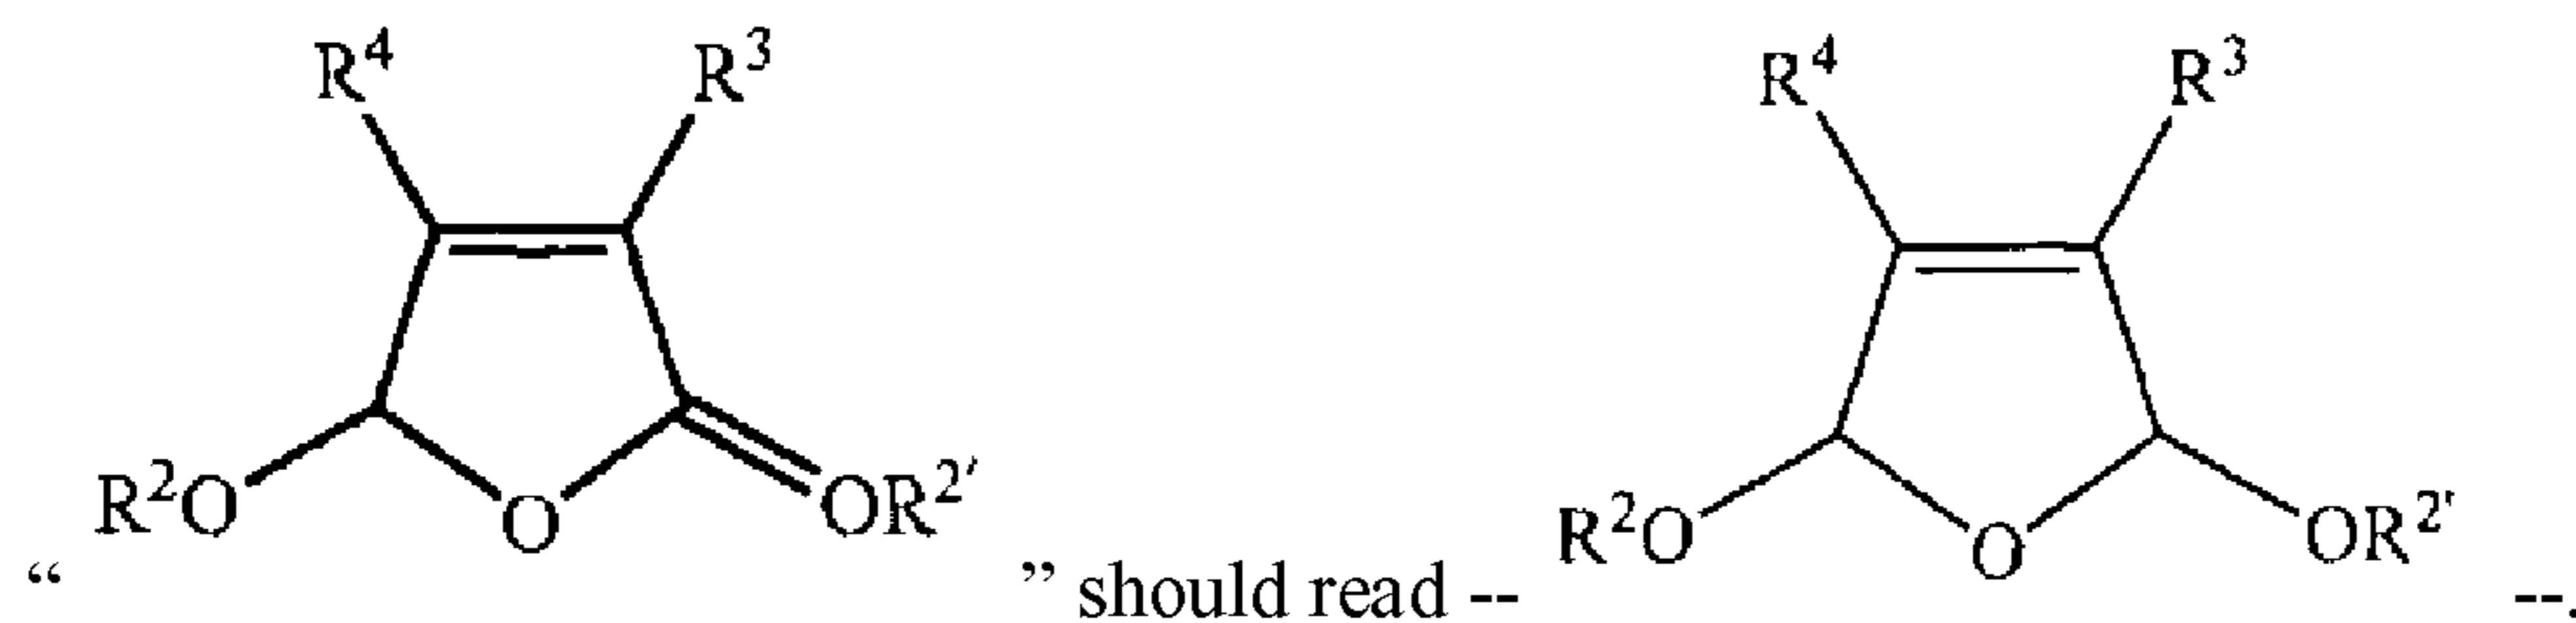 R⁴ R³ R⁴ R³
R²O O OR²' R²O O OR²'
“ ” should read -- --.